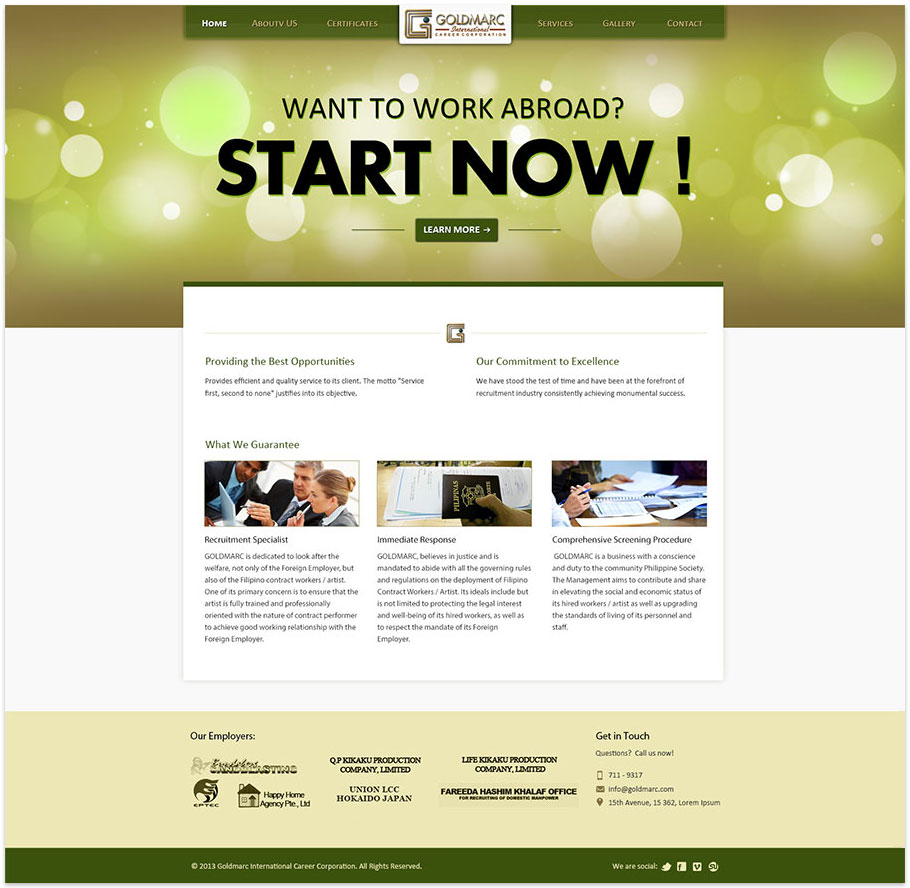 Home
Aboutv US
Certificates
GOLDMARC
International
CAREER CORPORATION
Services
Gallery
Contact
WANT TO WORK ABROAD?
START NOW !
LEARN MORE →
Providing the Best Opportunities
Provides efficient and quality service to its client. The motto "Service
first, second to none" justifies into its objective.
Our Commitment to Excellence
We have stood the test of time and have been at the forefront of
recruitment industry consistently achieving monumental success.
What We Guarantee
PILIPINAS
Recruitment Specialist
GOLDMARC is dedicated to look after the
welfare, not only of the Foreign Employer, but
also of the Filipino contract workers / artist.
One of its primary concern is to ensure that the
artist is fully trained and professionally
oriented with the nature of contract performer
to achieve good working relationship with the
Foreign Employer.
Immediate Response
GOLDMARC, believes in justice and is
mandated to abide with all the governing rules
and regulations on the deployment of Filipino
Contract Workers / Artist. Its ideals include but
is not limited to protecting the legal interest
and well-being of its hired workers, as well as
to respect the mandate of its Foreign
Employer.
Comprehensive Screening Procedure
GOLDMARC is a business with a conscience
and duty to the community Philippine Society.
The Management aims to contribute and share
in elevating the social and economic status of
its hired workers / artist as well as upgrading
the standards of living of its personnel and
staff.
Our Employers:
SANDBLASTING
Q.P KIKAKU PRODUCTION
COMPANY, LIMITED
LIFE KIKAKU PRODUCTION
COMPANY, LIMITED
EPTEC
Happy Home
Agency Pte., Ltd
UNION LCC
HOKAIDO JAPAN
FAREEDA HASHIM KHALAF OFFICE
FOR RECRUITING OF DOMESTIC MANPOWER
Get in Touch
Questions? Call us now!
711 - 9317
info@goldmarc.com
15th Avenue, 15 362, Lorem Ipsum
© 2013 Goldmarc International Career Corporation. All Rights Reserved.
We are social: